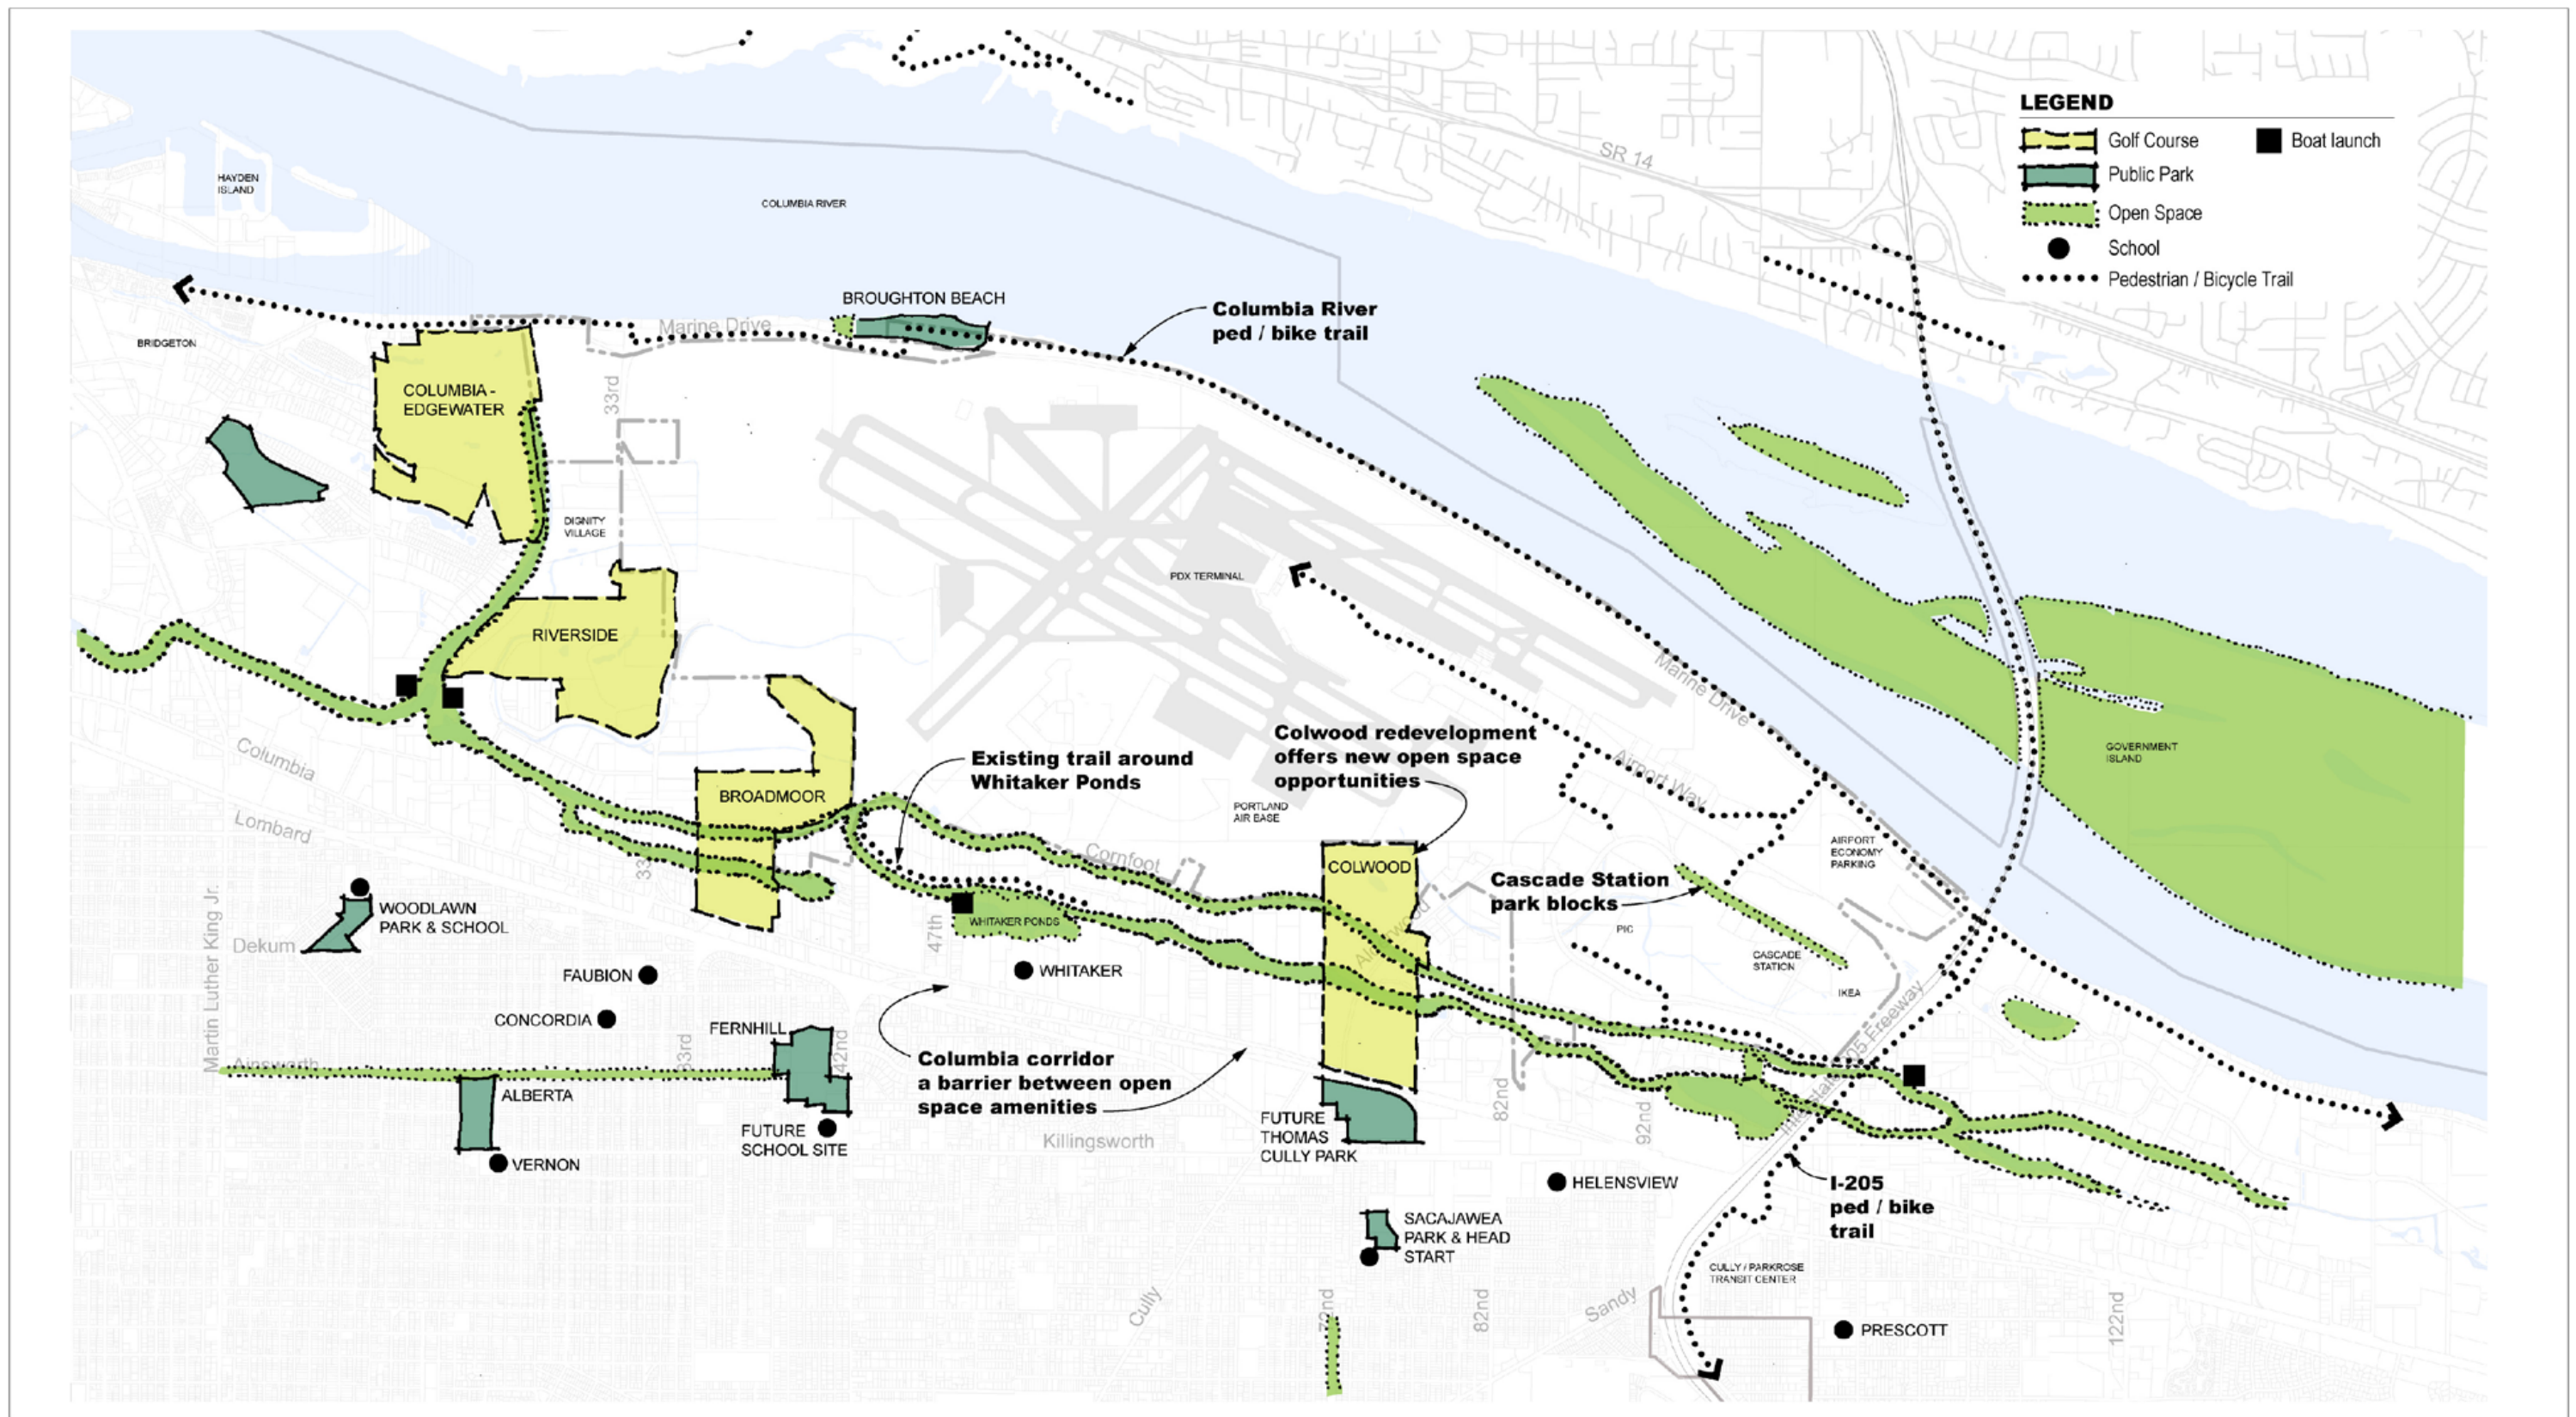 LEGEND
Golf Course
Boat launch
Public Park
Open Space
School
Pedestrian / Bicycle Trail
SR 14
HAYDEN
ISLAND
COLUMBIA RIVER
BROUGHTON BEACH
Columbia River
ped / bike trail
Marine Drive
BRIDGETON
COLUMBIA -
EDGEWATER
33rd
DIGNITY
VILLAGE
PDX TERMINAL
RIVERSIDE
Marine Drive
Columbia
Lombard
Existing trail around
Whitaker Ponds
Colwood redevelopment
offers new open space
opportunities
Airport Way
GOVERNMENT
ISLAND
BROADMOOR
PORTLAND
AIR BASE
AIRPORT
ECONOMY
PARKING
Cornfoot
COLWOOD
Cascade Station
park blocks
33
WOODLAWN
PARK & SCHOOL
Martin Luther King Jr.
Dekum
47th
WHITAKER PONDS
PIC
CASCADE
STATION
IKEA
FAUBION
WHITAKER
CONCORDIA
FERNHILL
33rd
42nd
Ainsworth
ALBERTA
Columbia corridor
a barrier between open
space amenities
Killingsworth
FUTURE
SCHOOL SITE
VERNON
FUTURE
THOMAS
CULLY PARK
82nd
92nd
HELENSVIEW
I-205
ped / bike
trail
SACAJAWEA
PARK & HEAD
START
CULLY / PARKROSE
TRANSIT CENTER
Cully
82nd
Sandy
PRESCOTT
122nd